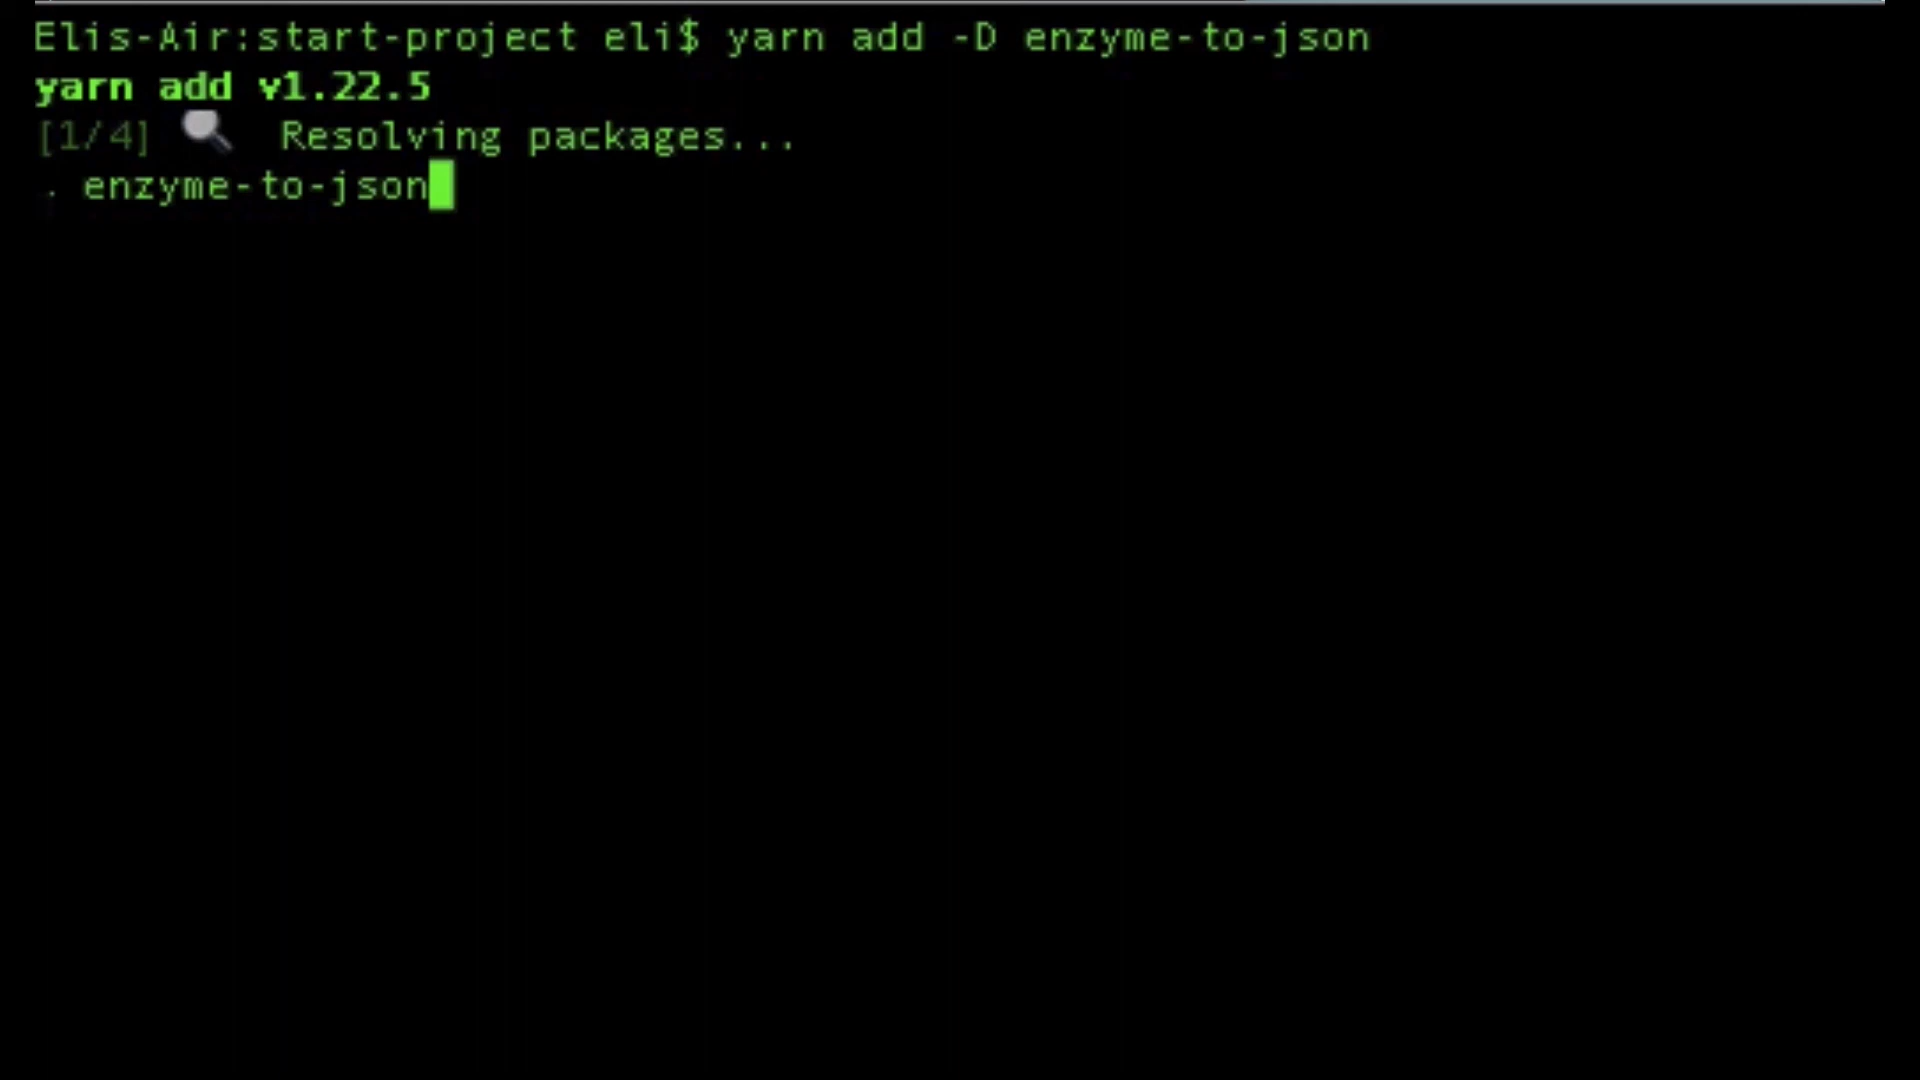 Elis-Air:start-project eli$ yarn add -D enzyme-to-json
yarn add v1.22.5
[1/4] 🔍 Resolving packages...
. enzyme-to-json